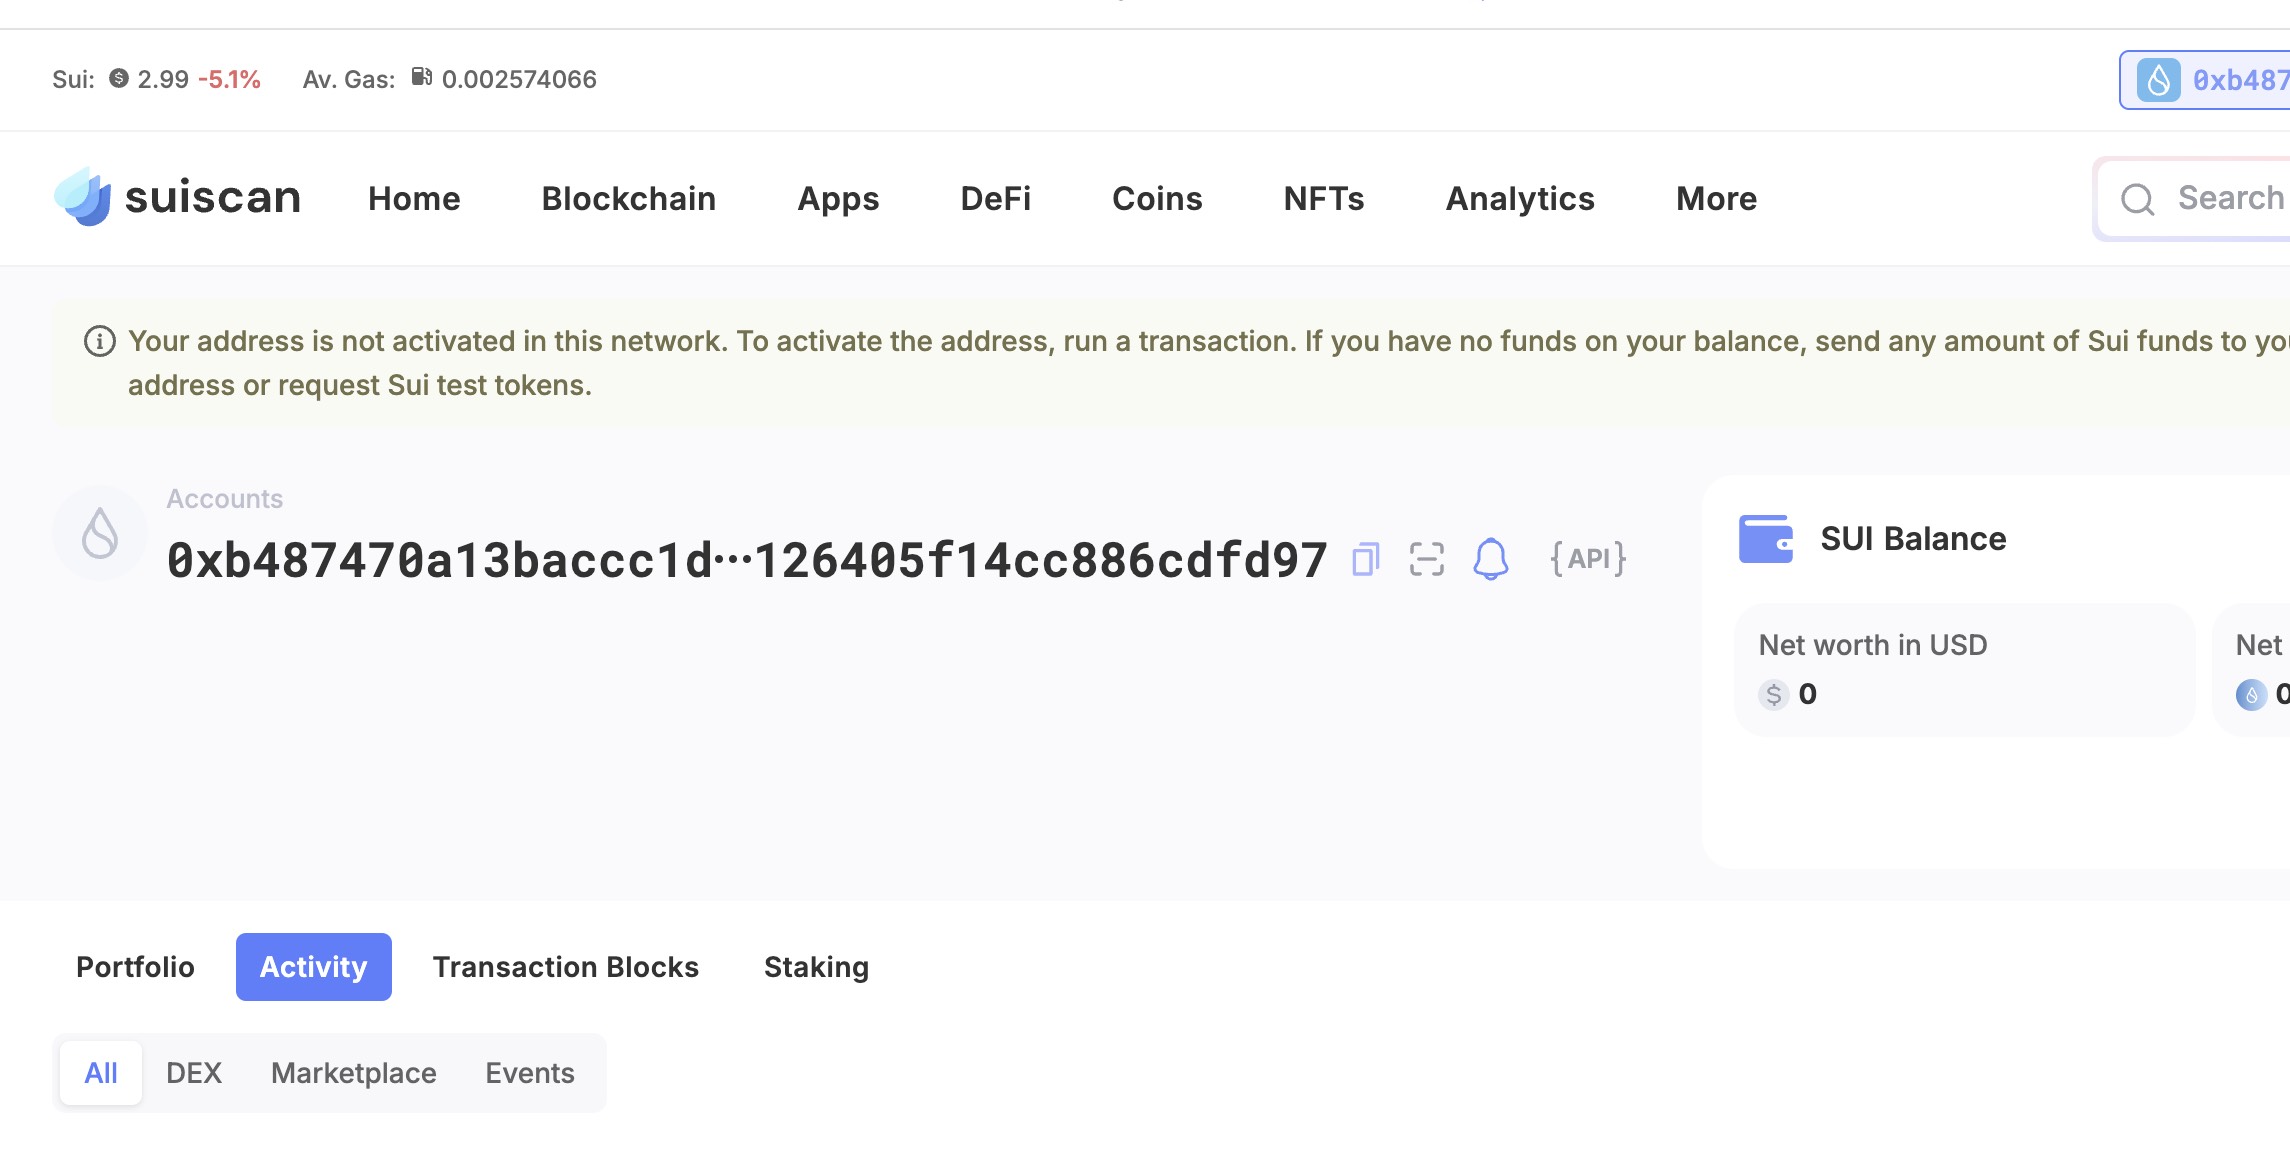 Sui: 2.99 -5.1% Av. Gas: 0.002574066
0xb487
suiscan Home Blockchain Apps DeFi Coins NFTs Analytics More Search
Your address is not activated in this network. To activate the address, run a transaction. If you have no funds on your balance, send any amount of Sui funds to you
address or request Sui test tokens.
Accounts
0xb487470a13baccc1d···126405f14cc886cdfd97 {API}
SUI Balance
Net worth in USD
$ 0
Net
0
Portfolio Activity Transaction Blocks Staking
All DEX Marketplace Events